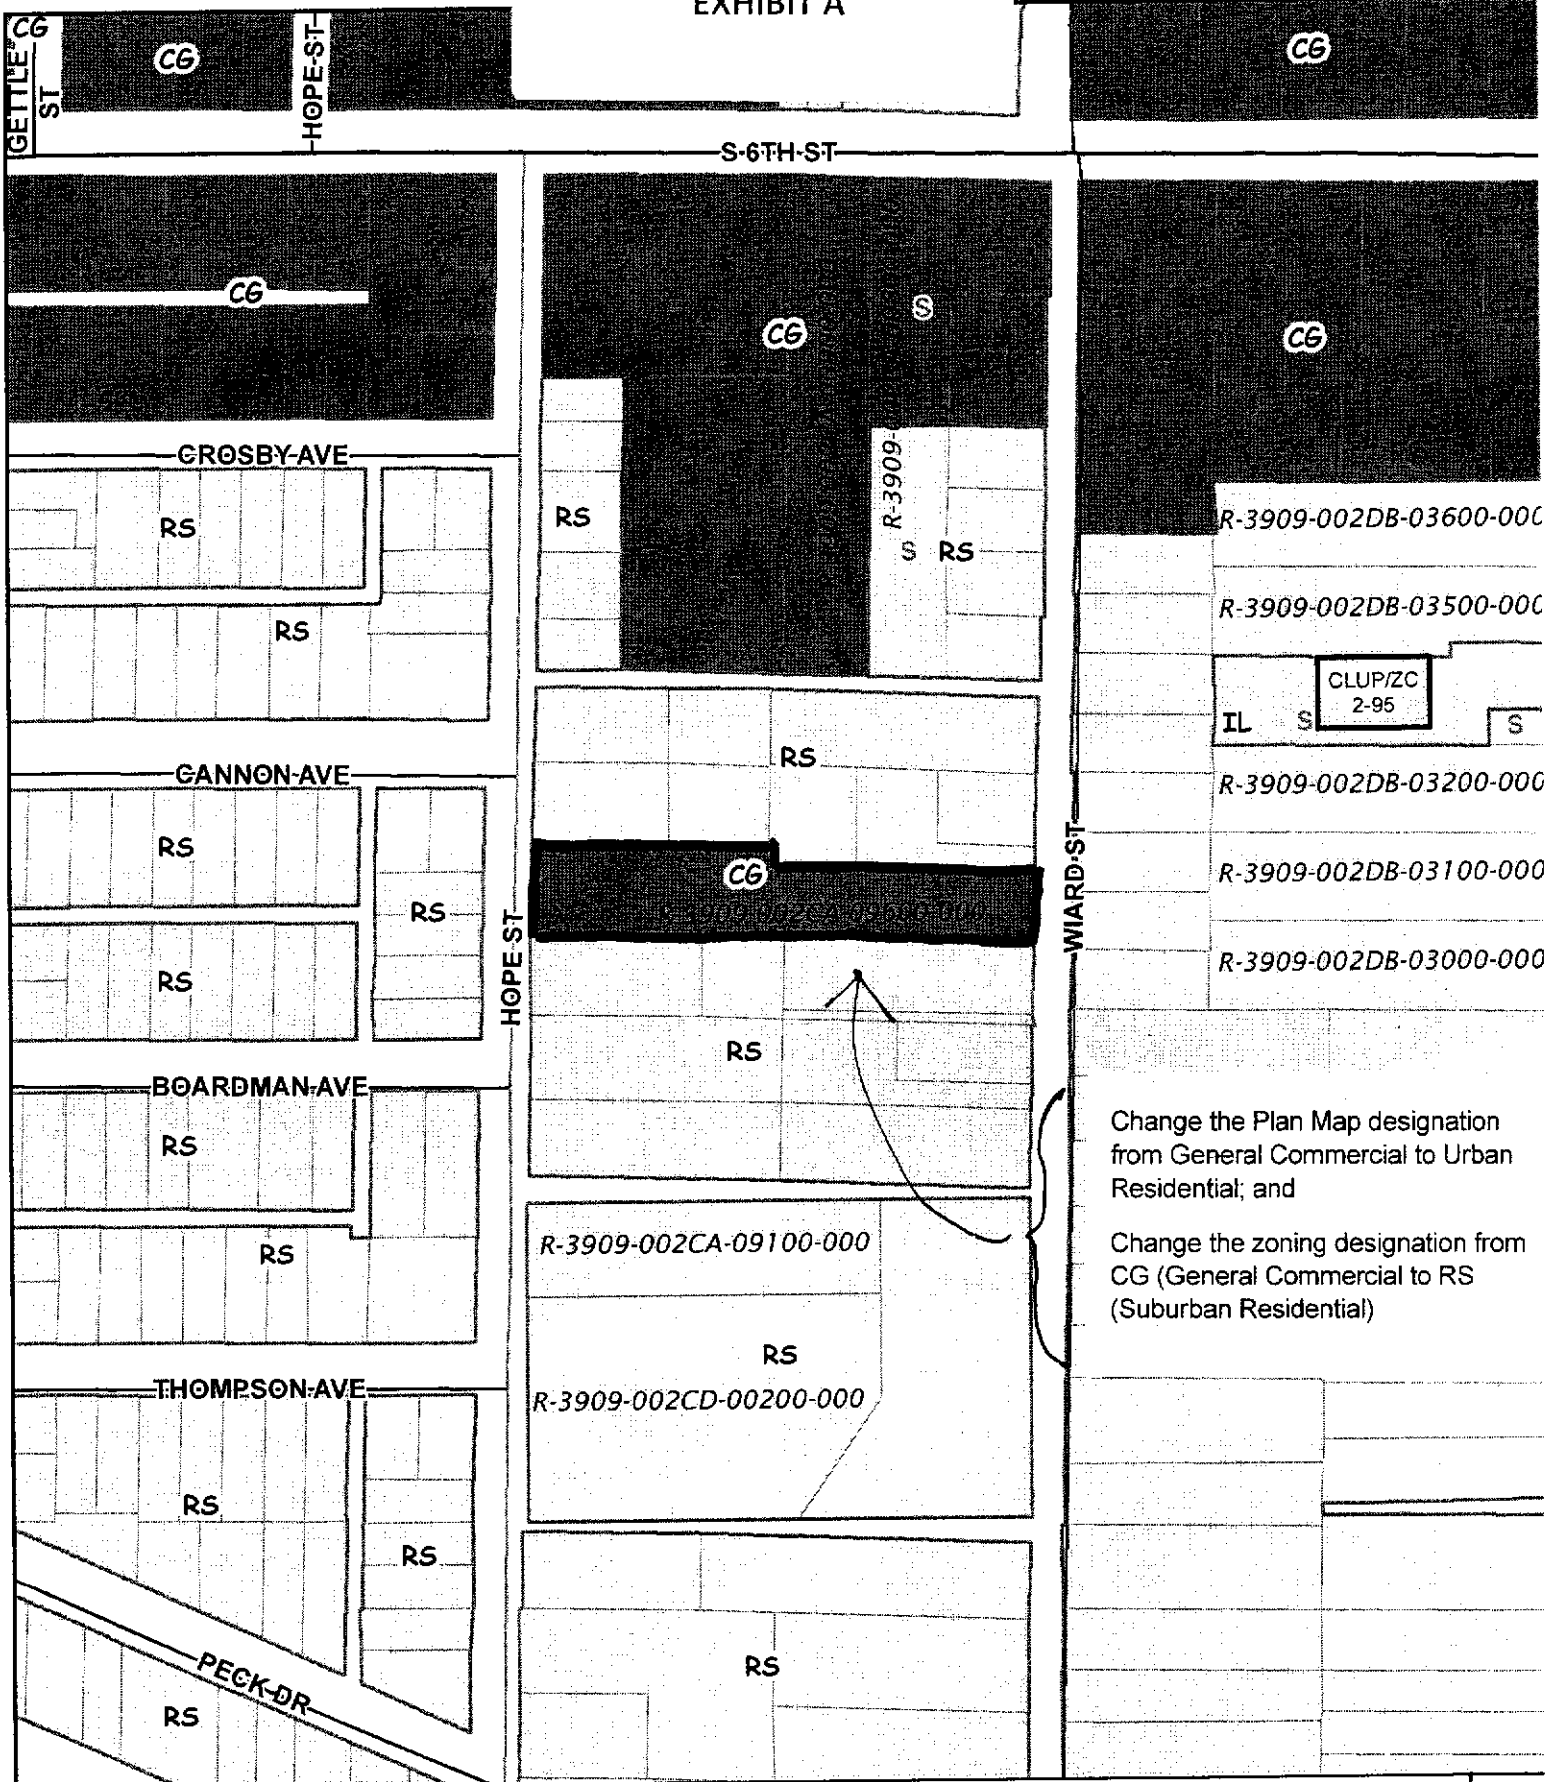 EXHIBIT A
CG
CG
CG
GETTLE ST
HOPE ST
S 6TH ST
CG
CG
S
CG
R-3909-
CROSBY AVE
RS
RS
RS
S RS
R-3909-002DB-03600-000
R-3909-002DB-03500-000
CLUP/ZC
2-95
IL
S
S
RS
CANNON AVE
R-3909-002DB-03200-000
RS
RS
CG
R-3909-002CA-09600-000
R-3909-002DB-03100-000
WIARD ST
HOPE ST
RS
R-3909-002DB-03000-000
RS
BOARDMAN AVE
RS
Change the Plan Map designation
from General Commercial to Urban
Residential; and
Change the zoning designation from
CG (General Commercial to RS
(Suburban Residential)
RS
R-3909-002CA-09100-000
RS
R-3909-002CD-00200-000
THOMPSON AVE
RS
RS
PECK DR
RS
RS